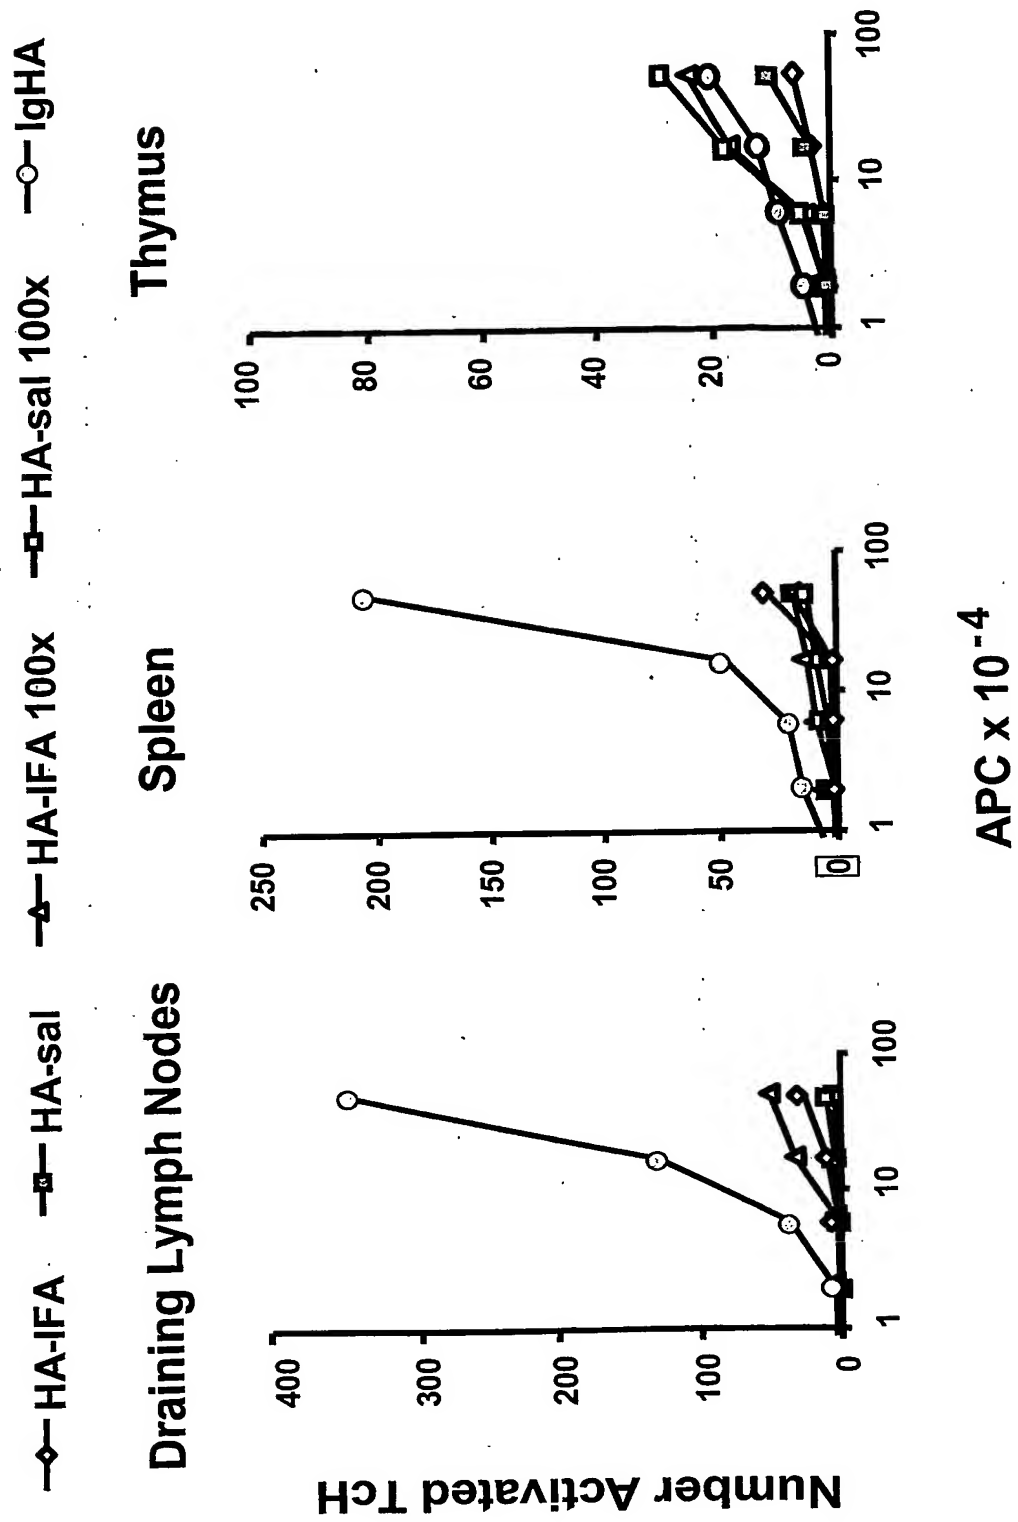 HA-IFA HA-sal HA-IFA 100x HA-sal 100x IgHA
Draining Lymph Nodes
Spleen
Thymus
Number Activated TcH
400
300
200
100
0
1 10 100
250
200
150
100
50
0
1 10 100
100
80
60
40
20
0
1 10 100
APC x 10-4